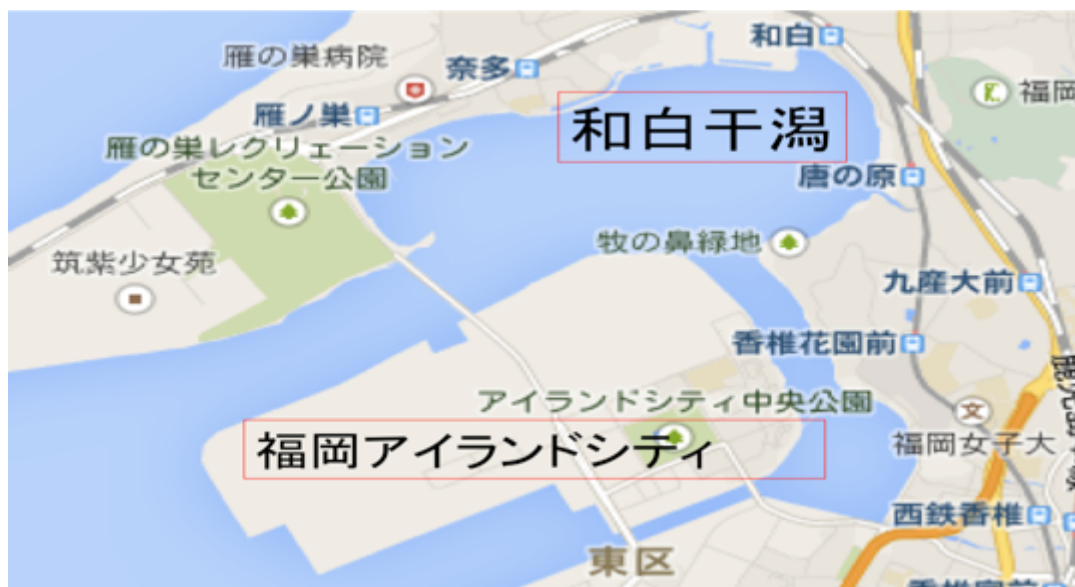 雁の巣病院
奈多
和白
雁ノ巣
福岡
和白干潟
雁の巣レクリエーション
センター公園
唐の原
牧の鼻緑地
筑紫少女苑
九産大前
香椎花園前
アイランドシティ中央公園
福岡アイランドシティ
福岡女子大
西鉄香椎
東区